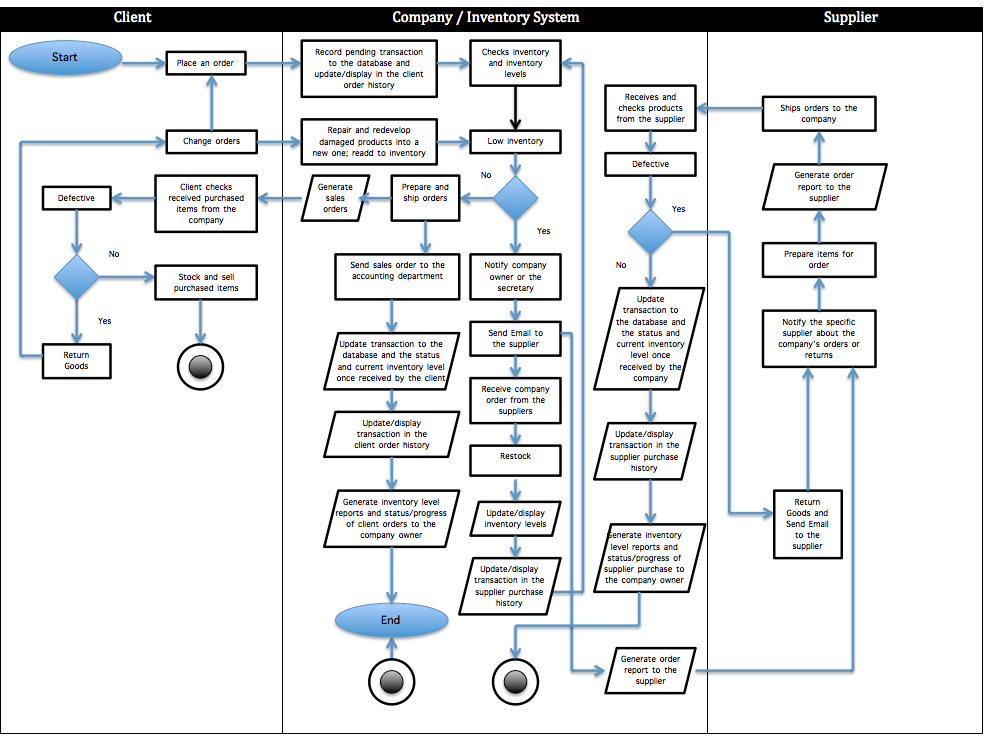 Client
Company / Inventory System
Supplier
Start
Place an order
Record pending transaction
to the database and
update/display in the client
order history
Checks inventory
and inventory
levels
Receives and
checks products
from the supplier
Ships orders to the
company
Change orders
Repair and redevelop
damaged products into a
new one; readd to inventory
Low inventory
Defective
Generate order
report to the
supplier
No
Yes
Defective
Client checks
received purchased
items from the
company
Generate
sales
orders
Prepare and
ship orders
Yes
No
No
Stock and sell
purchased items
Yes
Return
Goods
Send sales order to the
accounting department
Notify company
owner or the
secretary
Prepare items for
order
Update
transaction to
the database and
the status and
current inventory
level once
received by the
company
Notify the specific
supplier about the
company's orders or
returns
Update transaction to the
database and the status
and current inventory level
once received by the client
Send Email to
the supplier
Receive company
order from the
suppliers
Update/display
transaction in the
client order history
Restock
Update/display
transaction in the
supplier purchase
history
Generate inventory level
reports and status/progress
of client orders to the
company owner
Update/display
inventory levels
Return
Goods and
Send Email
to the
supplier
Update/display
transaction in the
supplier purchase
history
Generate inventory
level reports and
status/progress of
supplier purchase to
the company owner
End
Generate order
report to the
supplier